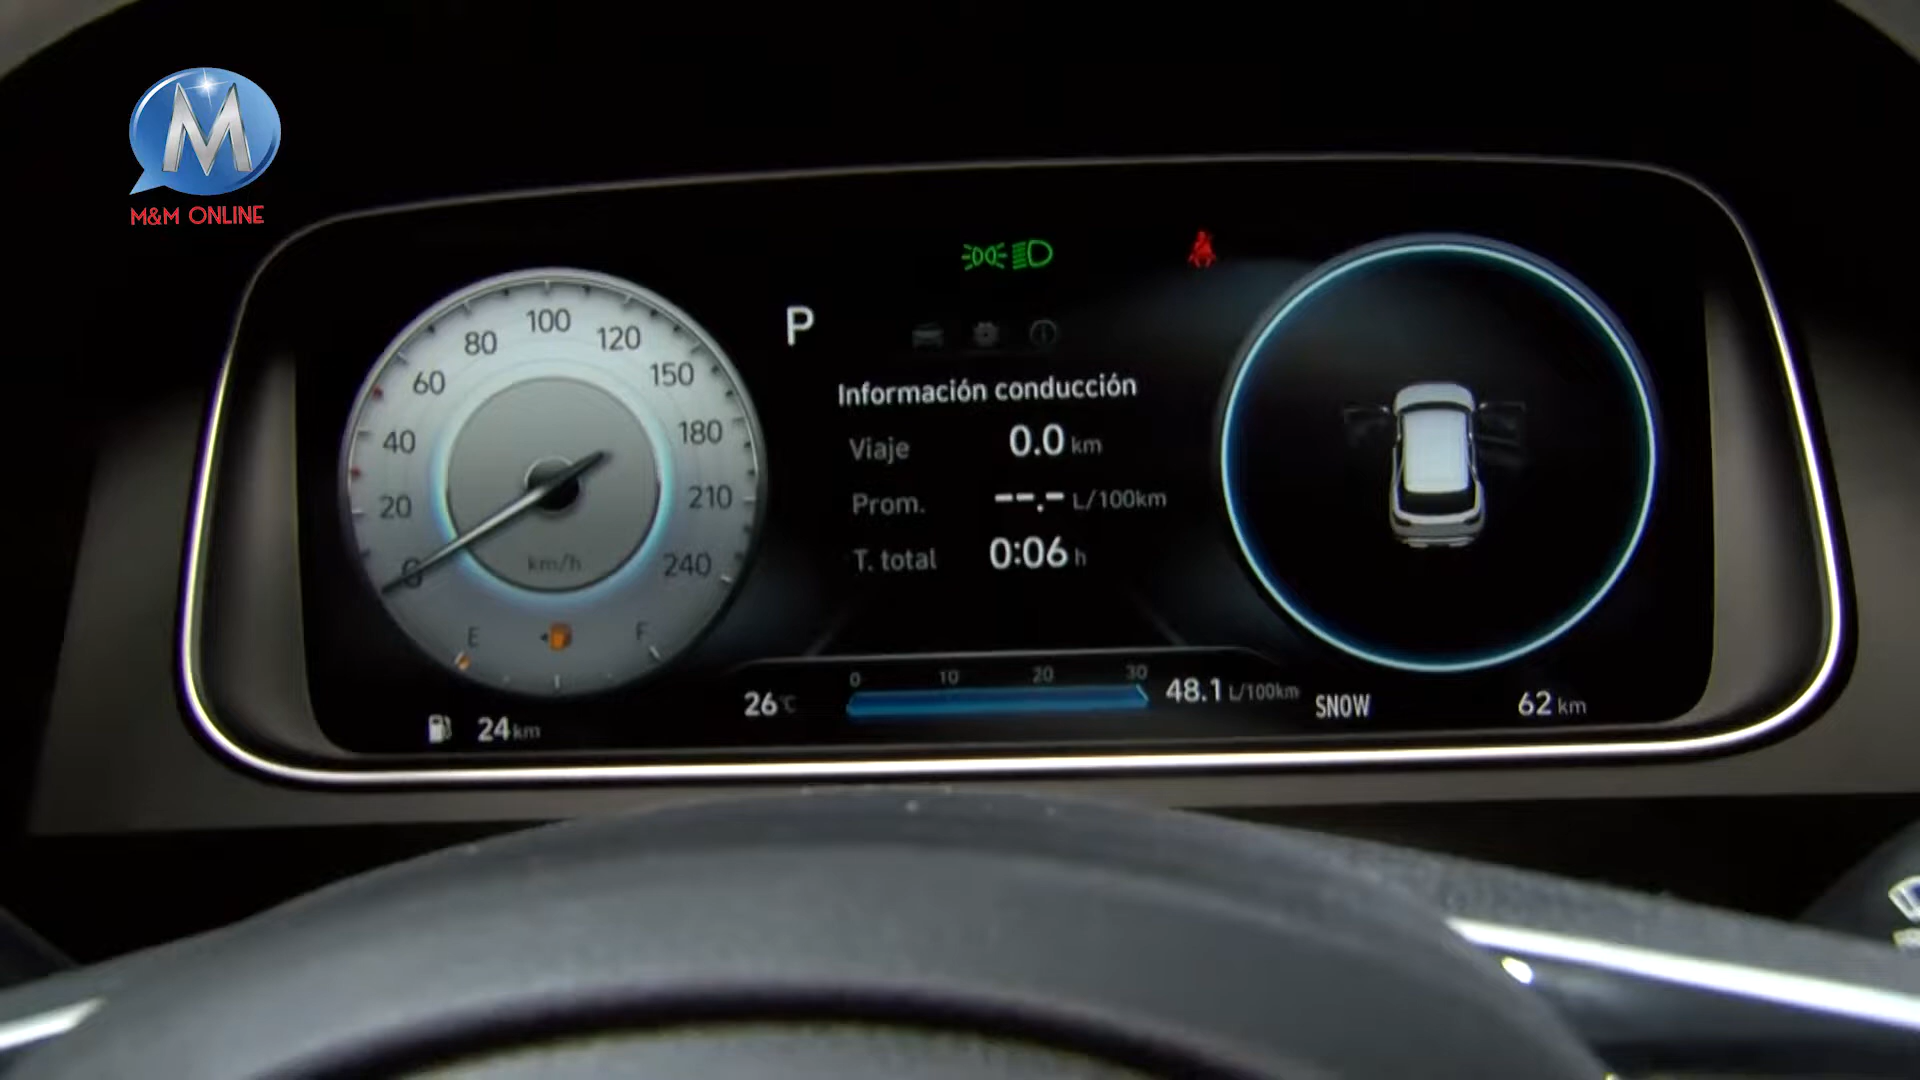 M
M&M ONLINE
P
Información conducción
Viaje 0.0 km
Prom. --.- L/100km
T. total 0:06 h
0 20 40 60 80 100 120 150 180 210 240
km/h
E F
24 km
26 °C
0 10 20 30
48.1 L/100km
SNOW
62 km